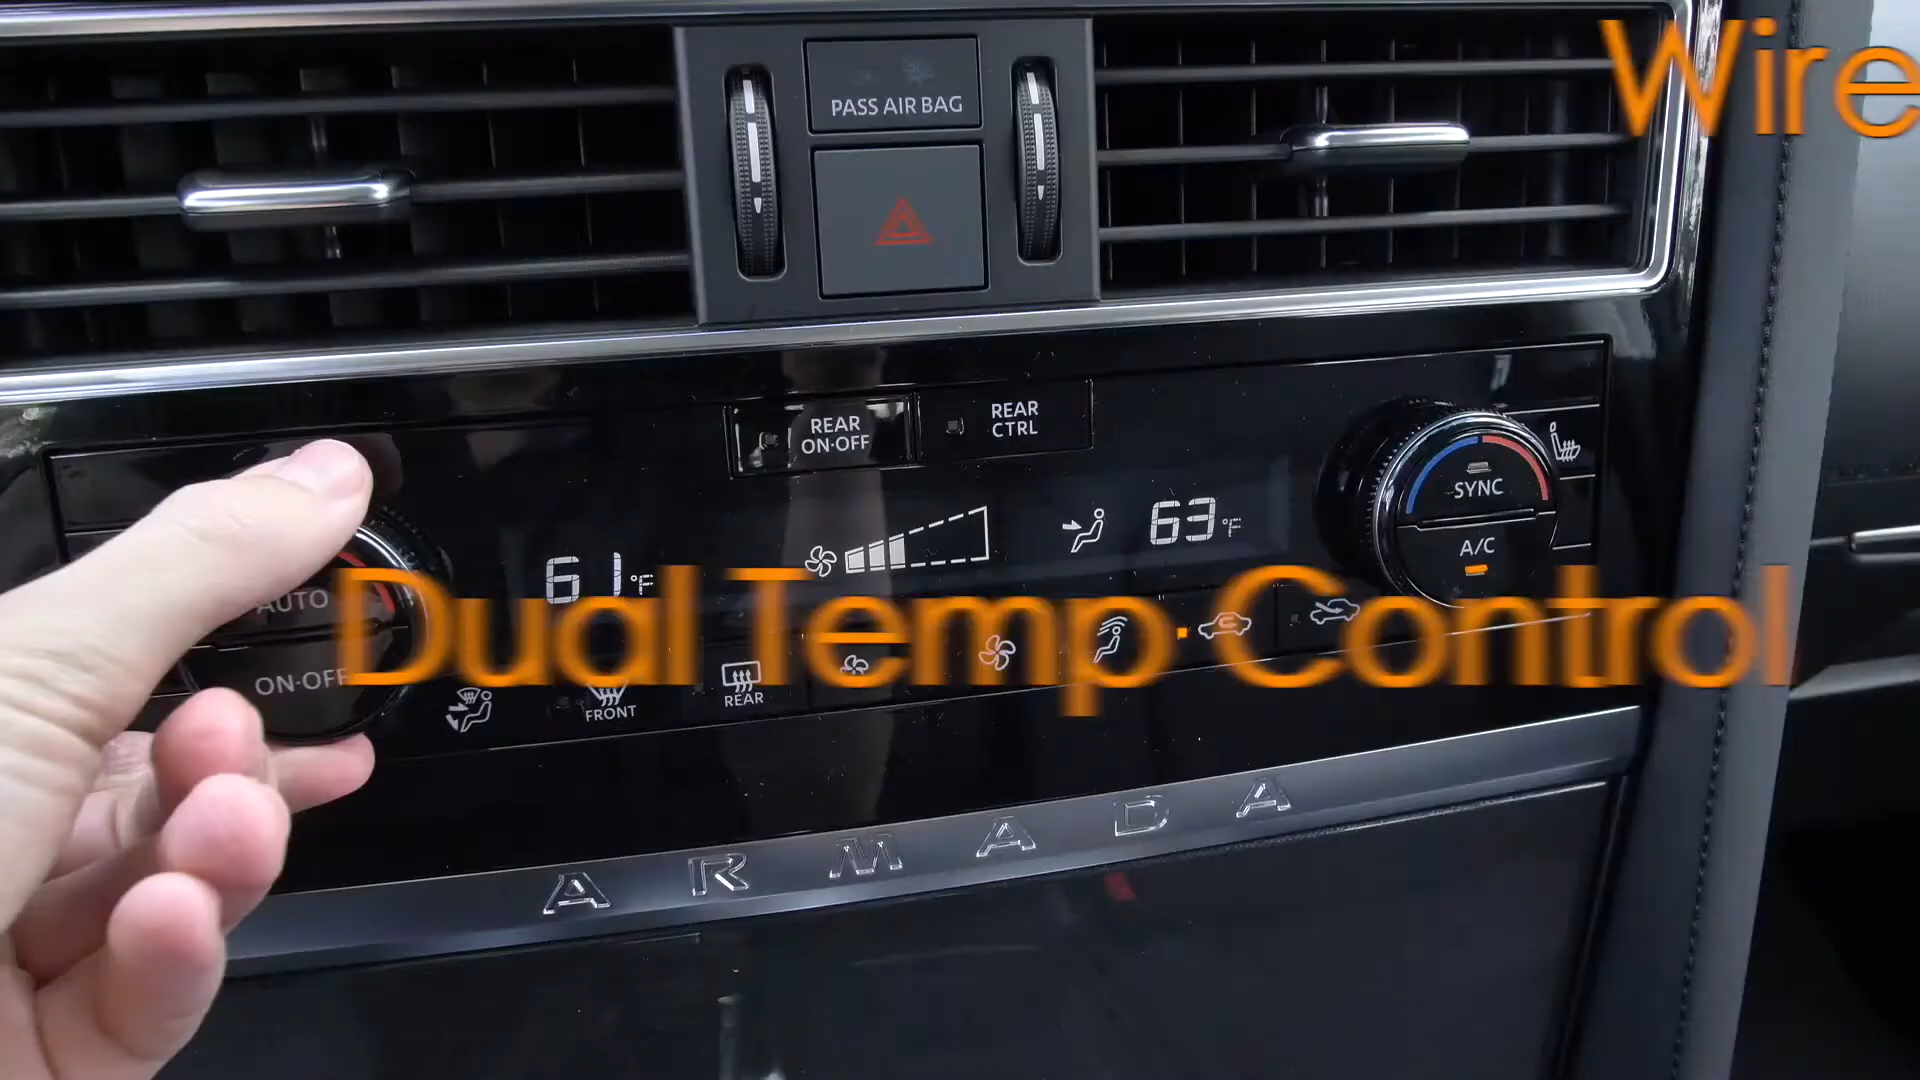 Wire
PASS AIR BAG
REAR
ON·OFF
REAR
CTRL
SYNC
A/C
63°F
61°F
AUTO
ON·OFF
Dual Temp Control
FRONT
REAR
ARMADA